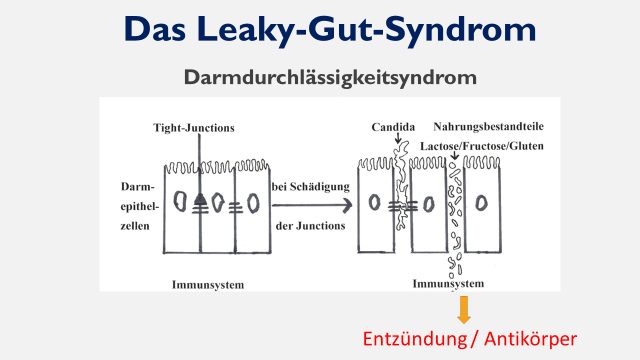 Das Leaky-Gut-Syndrom
Darmdurchlässigkeitsyndrom
Tight-Junctions
Darm-
epithel-
zellen
Immunsystem
bei Schädigung
der Junctions
Candida
Nahrungsbestandteile
Lactose/Fructose/Gluten
Immunsystem
Entzündung / Antikörper